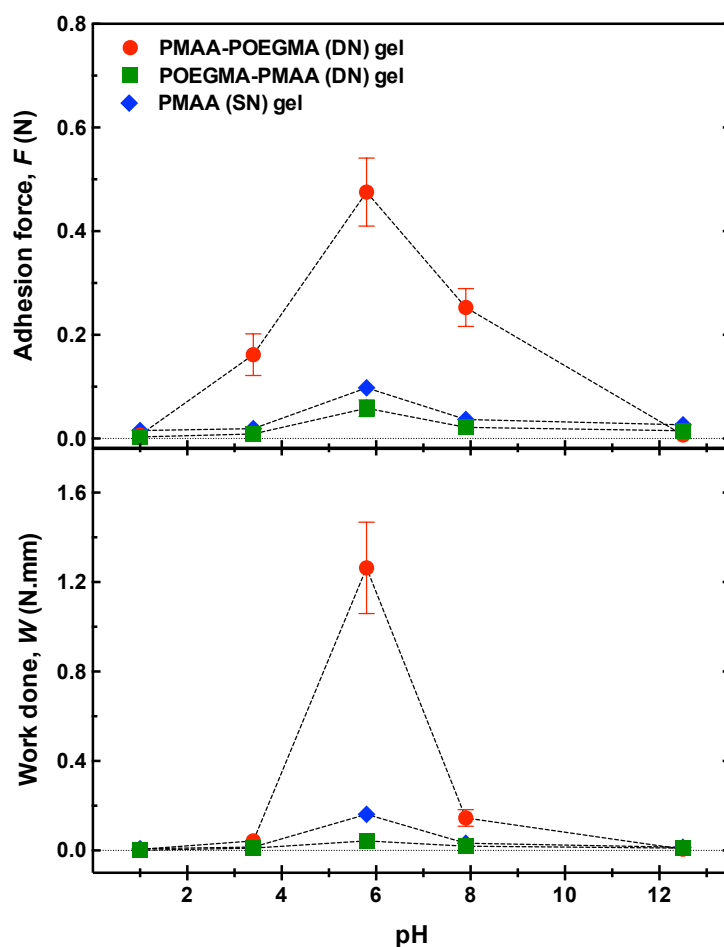 0.8
PMAA-POEGMA (DN) gel
POEGMA-PMAA (DN) gel
PMAA (SN) gel
0.6
0.4
0.2
0.0
Adhesion force, F (N)
1.6
1.2
0.8
0.4
0.0
Work done, W (N.mm)
2 4 6 8 10 12
pH